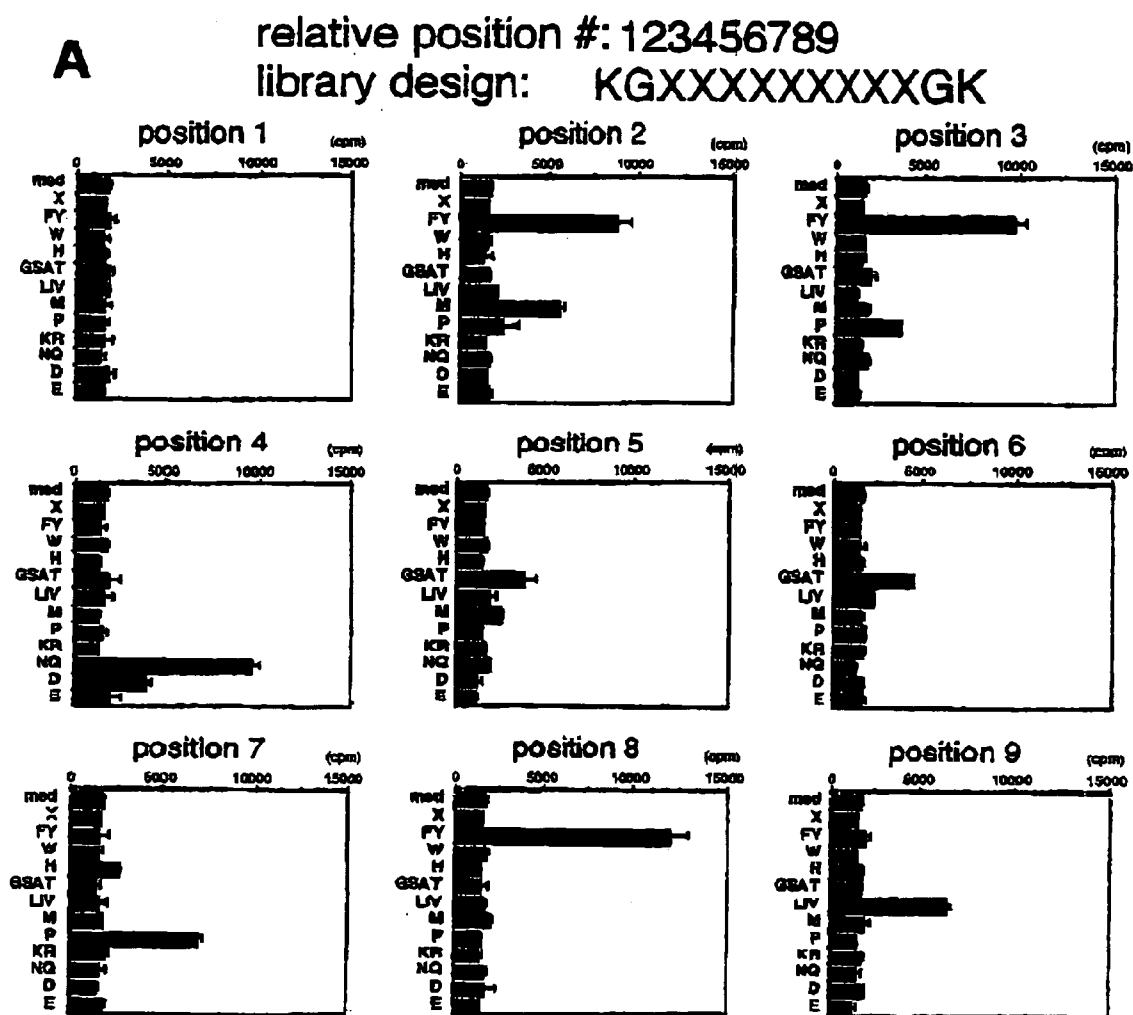 A
relative position #: 123456789
library design: KGXXXXXXXXXGK
position 1 (cpm)
0 5000 10000 15000
med
X
FY
W
H
GSAT
LIV
M
P
KR
NQ
D
E
position 2 (cpm)
0 5000 10000 15000
med
X
FY
W
H
GSAT
LIV
M
P
KR
NQ
D
E
position 3 (cpm)
0 5000 10000 15000
med
X
FY
W
H
GSAT
LIV
M
P
KR
NQ
D
E
position 4 (cpm)
0 5000 10000 15000
med
X
FY
W
H
GSAT
LIV
M
P
KR
NQ
D
E
position 5 (cpm)
0 5000 10000 15000
med
X
FY
W
H
GSAT
LIV
M
P
KR
NQ
D
E
position 6 (cpm)
0 5000 10000 15000
med
X
FY
W
H
GSAT
LIV
M
P
KR
NQ
D
E
position 7 (cpm)
0 5000 10000 15000
med
X
FY
W
H
GSAT
LIV
M
P
KR
NQ
D
E
position 8 (cpm)
0 5000 10000 15000
med
X
FY
W
H
GSAT
LIV
M
P
KR
NQ
D
E
position 9 (cpm)
0 5000 10000 15000
med
X
FY
W
H
GSAT
LIV
M
P
KR
NQ
D
E